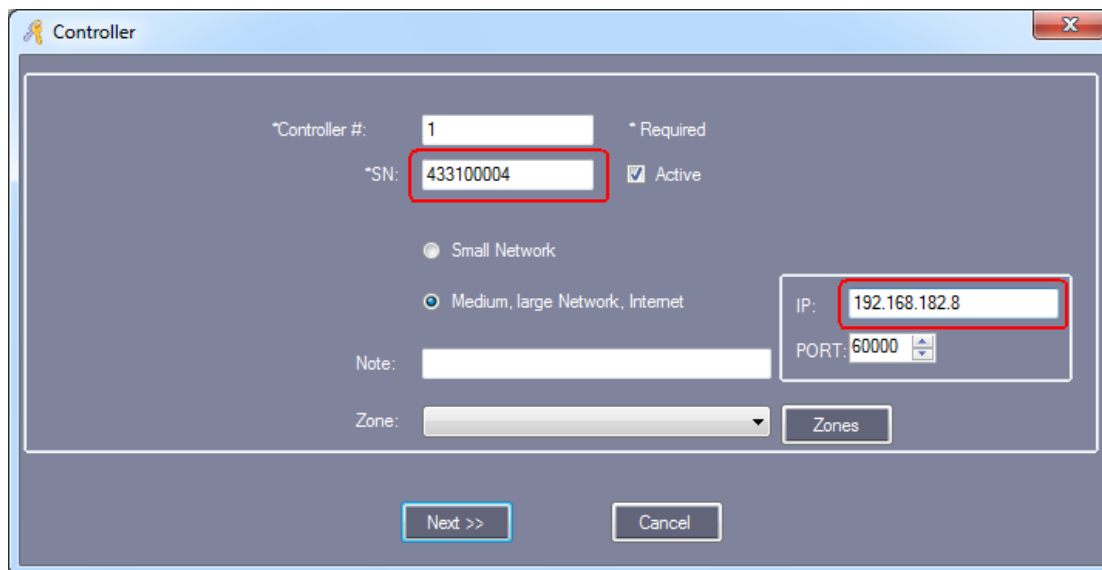 Controller
*Controller #: 1 * Required
*SN: 433100004 Active
Small Network
Medium, large Network, Internet
IP: 192.168.182.8
PORT: 60000
Note:
Zone: Zones
Next >> Cancel